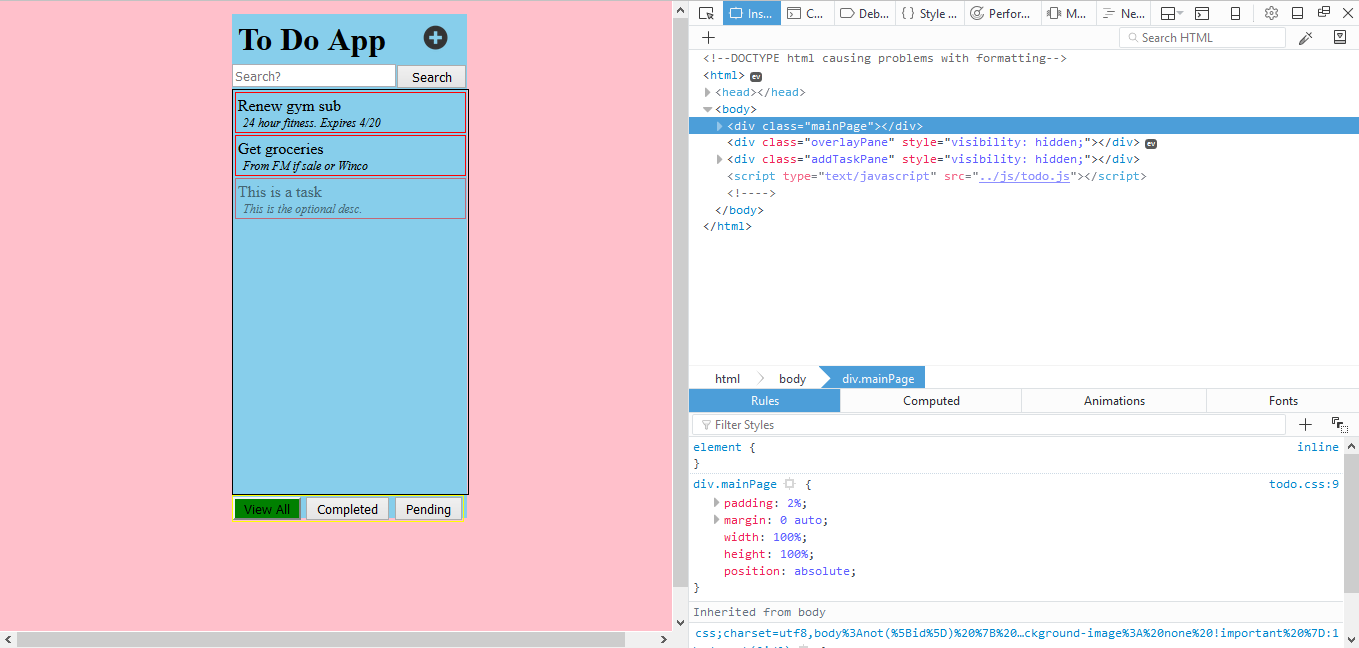 To Do App
Search?
Search
Renew gym sub
24 hour fitness. Expires 4/20
Get groceries
From FM if sale or Winco
This is a task
This is the optional desc.
View All
Completed
Pending
Ins...
C...
Deb...
{ } Style ...
Perfor...
M...
Ne...
Search HTML
<!--DOCTYPE html causing problems with formatting-->
<html> ev
<head></head>
<body>
<div class="mainPage"></div>
<div class="overlayPane" style="visibility: hidden;"></div> ev
<div class="addTaskPane" style="visibility: hidden;"></div>
<script type="text/javascript" src="../js/todo.js"></script>
<!---->
</body>
</html>
html
body
div.mainPage
Rules
Computed
Animations
Fonts
Filter Styles
element {
inline
}
div.mainPage {
todo.css:9
padding: 2%;
margin: 0 auto;
width: 100%;
height: 100%;
position: absolute;
}
Inherited from body
css;charset=utf8,body%3Anot(%5Bid%5D)%20%7B%20…ckground-image%3A%20none%20!important%20%7D:1